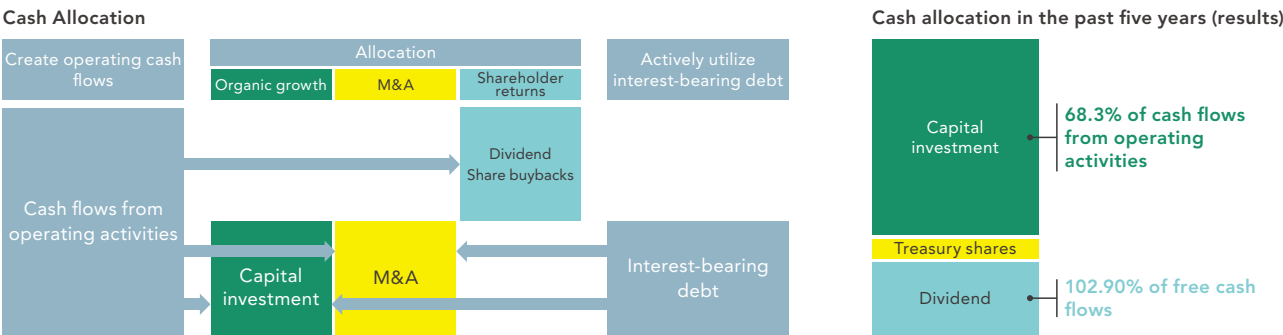 Cash Allocation
Create operating cash
flows
Allocation
Organic growth
M&A
Shareholder
returns
Actively utilize
interest-bearing debt
Cash flows from
operating activities
Dividend
Share buybacks
Capital
investment
M&A
Interest-bearing
debt
Cash allocation in the past five years (results)
Capital
investment
68.3% of cash flows
from operating
activities
Treasury shares
Dividend
102.90% of free cash
flows